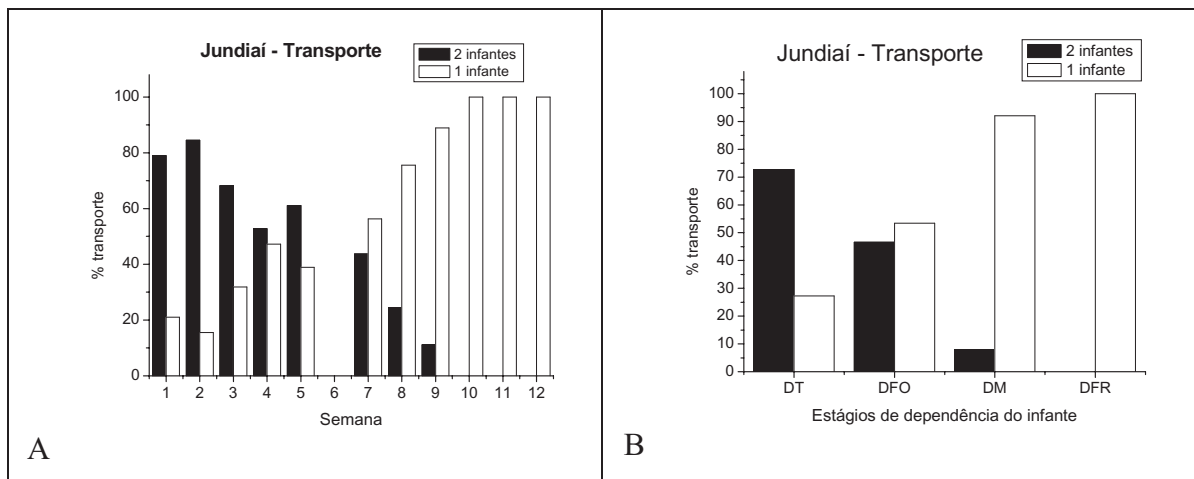 Jundiaí - Transporte
2 infantes
1 infante
100
80
60
40
20
0
% transporte
1 2 3 4 5 6 7 8 9 10 11 12
Semana
A
Jundiaí - Transporte
2 infantes
1 infante
100
90
80
70
60
50
40
30
20
10
0
% transporte
DT DFO DM DFR
Estágios de dependência do infante
B